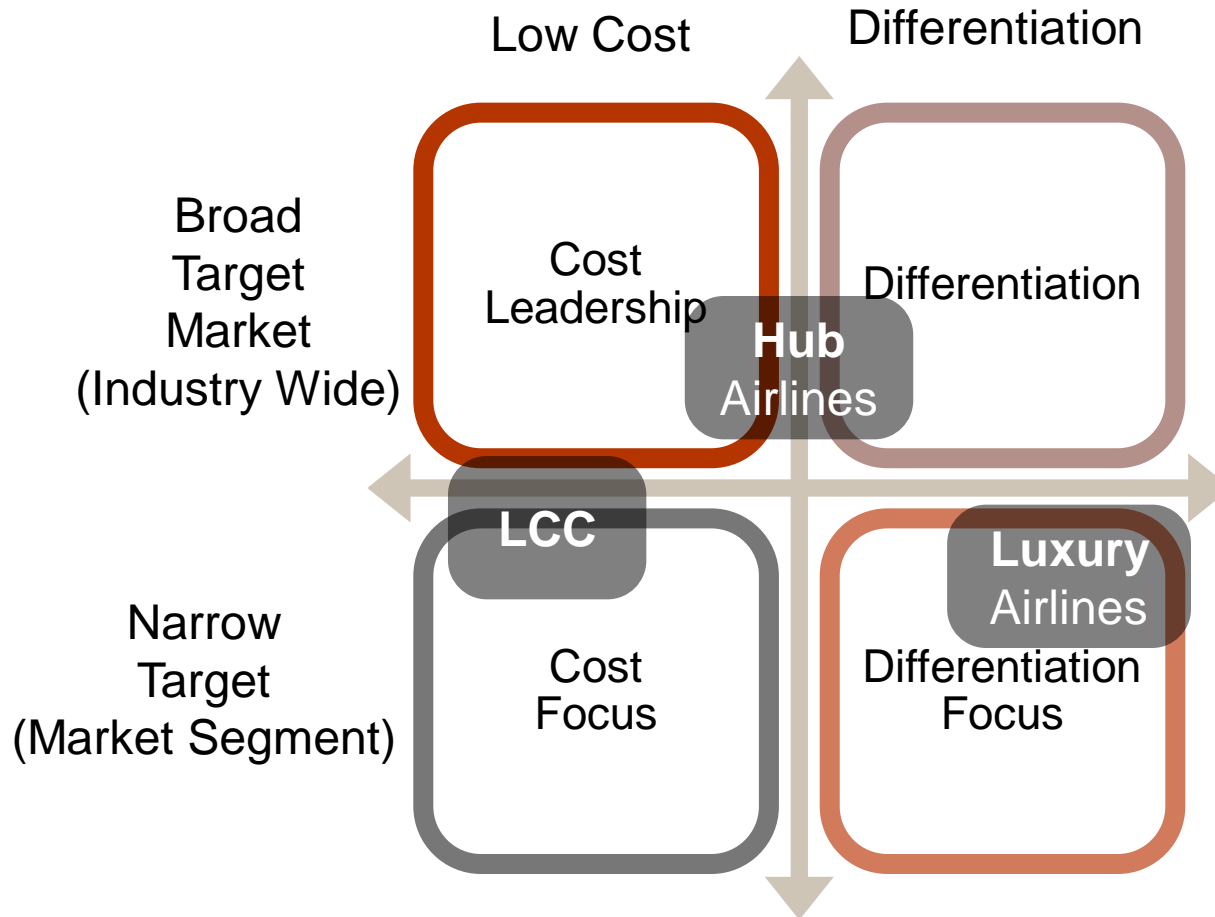 Low Cost
Differentiation
Broad
Target
Market
(Industry Wide)
Cost
Leadership
Differentiation
Hub
Airlines
LCC
Luxury
Airlines
Narrow
Target
(Market Segment)
Cost
Focus
Differentiation
Focus